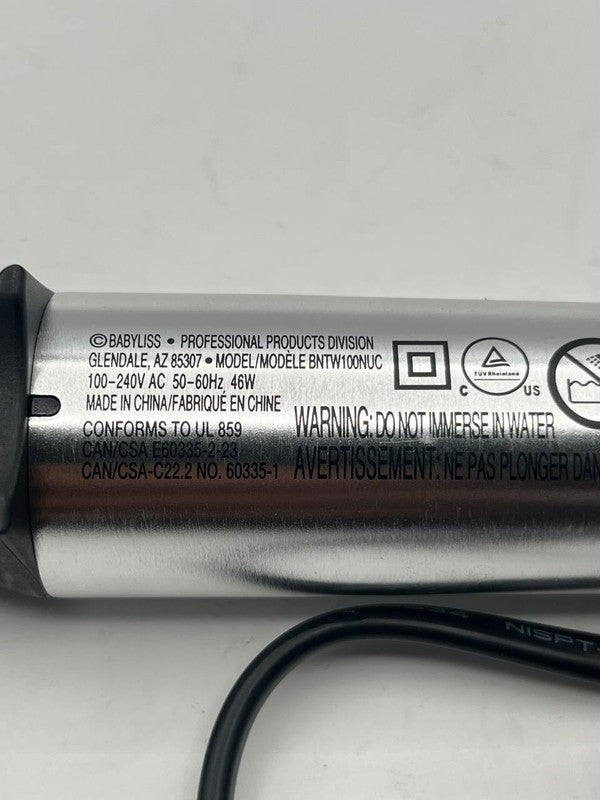 ©BABYLISS • PROFESSIONAL PRODUCTS DIVISION
GLENDALE, AZ 85307 • MODEL/MODÈLE BNTW100NUC
100-240V AC 50-60Hz 46W
MADE IN CHINA/FABRIQUÉ EN CHINE
CONFORMS TO UL 859
CAN/CSA E60335-2-23
CAN/CSA-C22.2 NO. 60335-1
TÜVRheinland
C US
WARNING: DO NOT IMMERSE IN WATER
AVERTISSEMENT: NE PAS PLONGER DAN
NISPT-